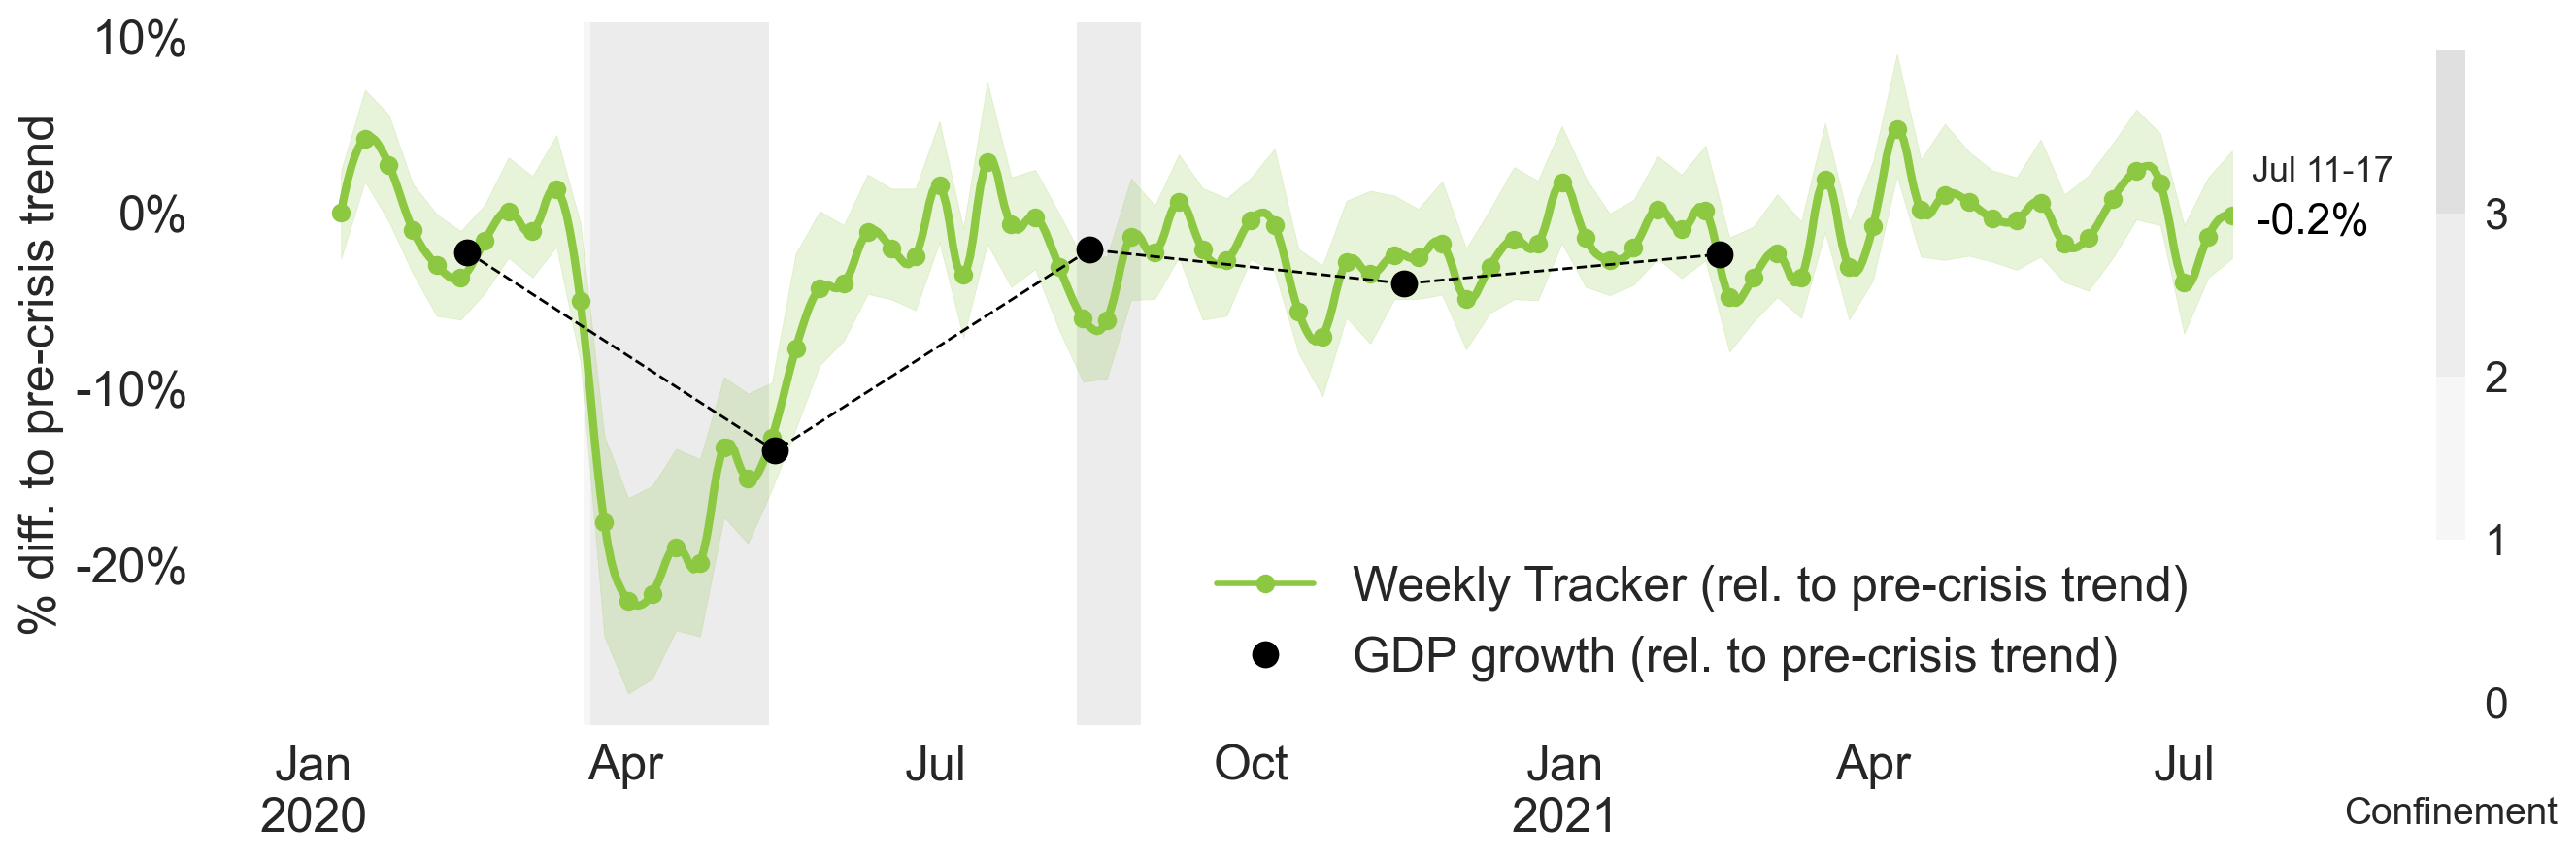 % diff. to pre-crisis trend
10%
0%
-10%
-20%
Jul 11-17
-0.2%
3
2
1
0
Weekly Tracker (rel. to pre-crisis trend)
GDP growth (rel. to pre-crisis trend)
Jan
2020
Apr
Jul
Oct
Jan
2021
Apr
Jul
Confinement